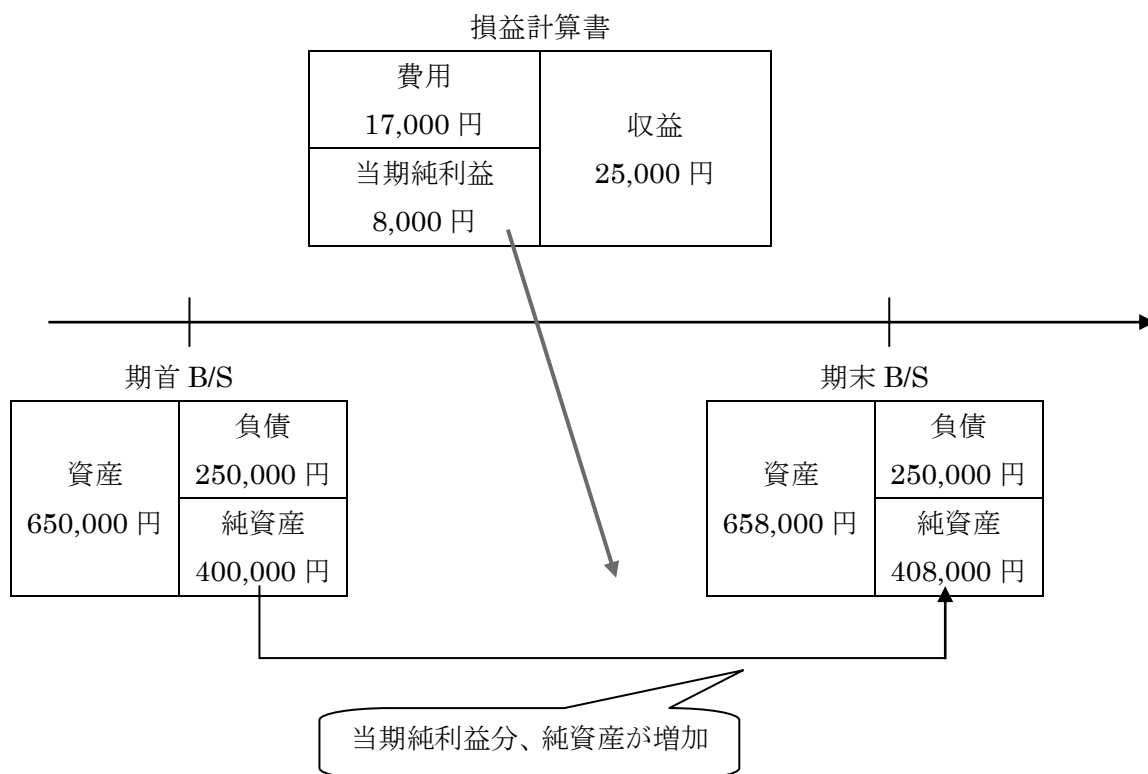 損益計算書
費用
17,000 円
当期純利益
8,000 円
収益
25,000 円
期首 B/S
資産
650,000 円
負債
250,000 円
純資産
400,000 円
期末 B/S
資産
658,000 円
負債
250,000 円
純資産
408,000 円
当期純利益分、純資産が増加